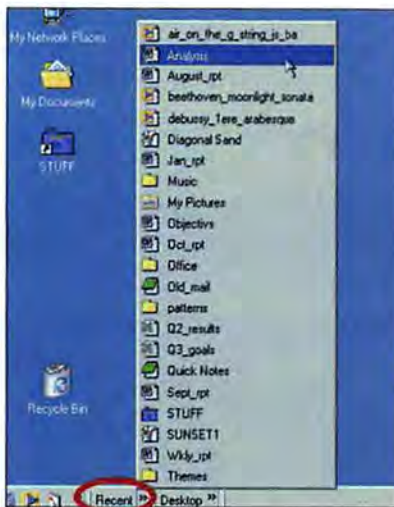 My Network Places
My Documents
STUFF
Recycle Bin
air_on_the_g_string_js_ba
Analysis
August_rpt
beethoven_moonlight_sonata
debussy_1ere_arabesque
Diagonal Sand
Jan_rpt
Music
My Pictures
Objectivs
Oct_rpt
Office
Old_mail
patterns
Q2_results
Q3_goals
Quick Notes
Sept_rpt
STUFF
SUNSET1
Wkly_rpt
Themes
Recent » Desktop »